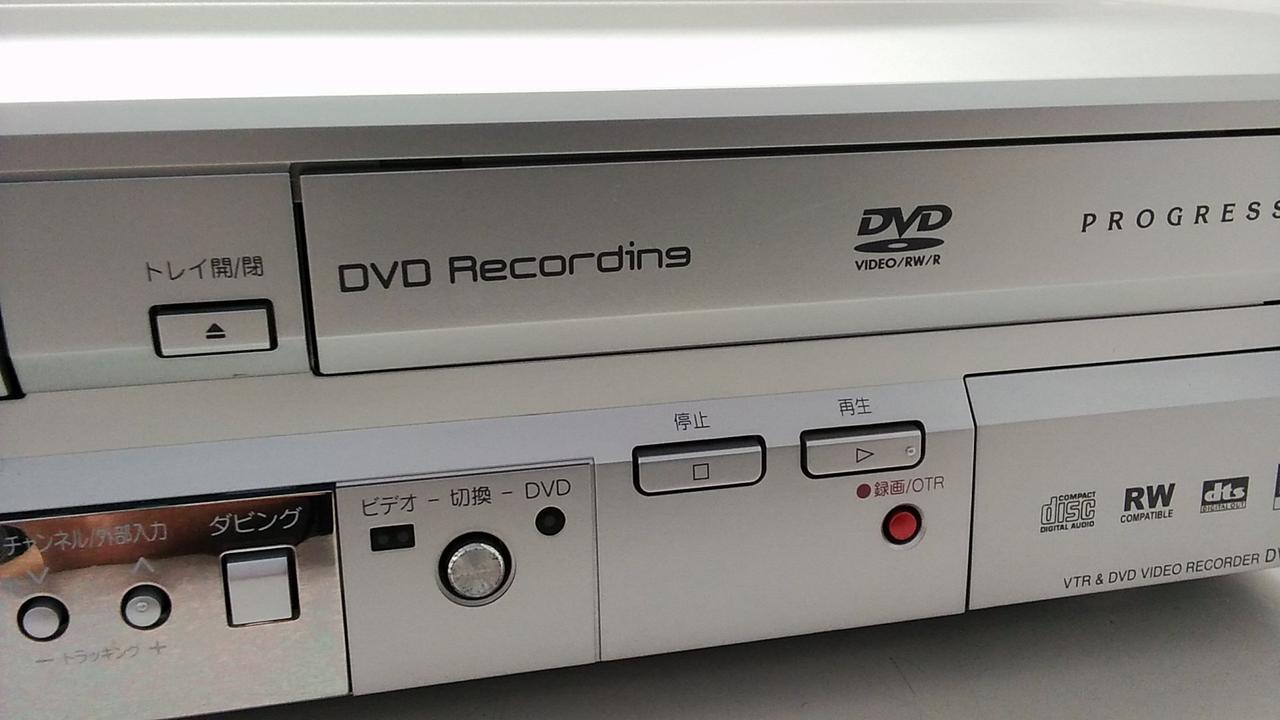 トレイ開/閉
DVD Recording
DVD
VIDEO/RW/R
停止
再生
●録画/OTR
ビデオ - 切換 - DVD
ダビング
チャンネル/外部入力
- トラッキング +
COMPACT
disc
DIGITAL AUDIO
RW
COMPATIBLE
dts
DIGITAL OUT
VTR & DVD VIDEO RECORDER